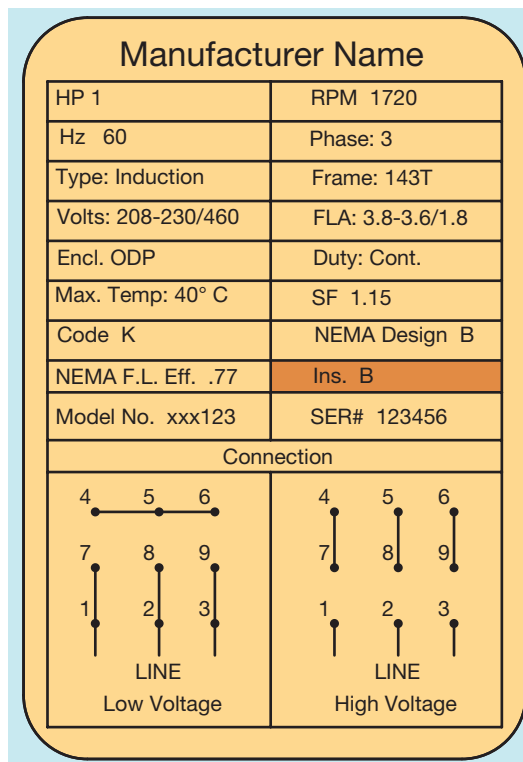 Manufacturer Name
HP 1 RPM 1720
Hz 60 Phase: 3
Type: Induction Frame: 143T
Volts: 208-230/460 FLA: 3.8-3.6/1.8
Encl. ODP Duty: Cont.
Max. Temp: 40° C SF 1.15
Code K NEMA Design B
NEMA F.L. Eff. .77 Ins. B
Model No. xxx123 SER# 123456
Connection
4 5 6
7 8 9
1 2 3
LINE
Low Voltage
4 5 6
7 8 9
1 2 3
LINE
High Voltage